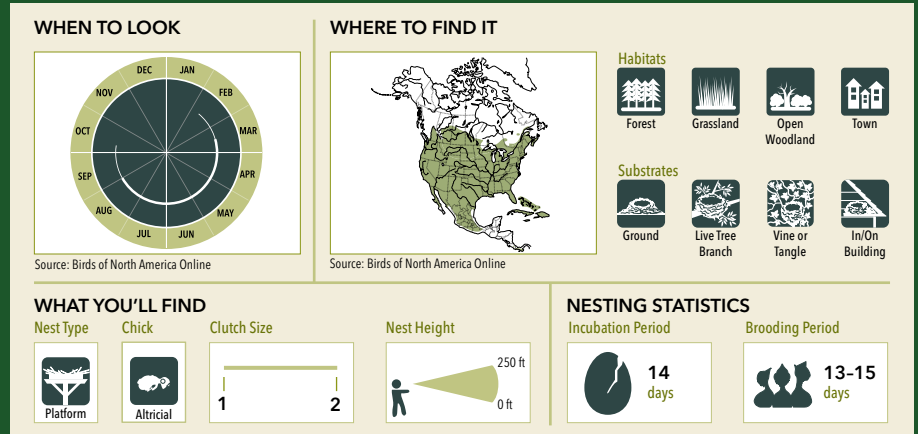 WHEN TO LOOK
DEC
JAN
NOV
FEB
OCT
MAR
SEP
APR
AUG
MAY
JUL
JUN
Source: Birds of North America Online
WHERE TO FIND IT
Source: Birds of North America Online
Habitats
Forest
Grassland
Open
Woodland
Town
Substrates
Ground
Live Tree
Branch
Vine or
Tangle
In/On
Building
WHAT YOU'LL FIND
Nest Type
Platform
Chick
Altricial
Clutch Size
1
2
Nest Height
250 ft
0 ft
NESTING STATISTICS
Incubation Period
14
days
Brooding Period
13-15
days